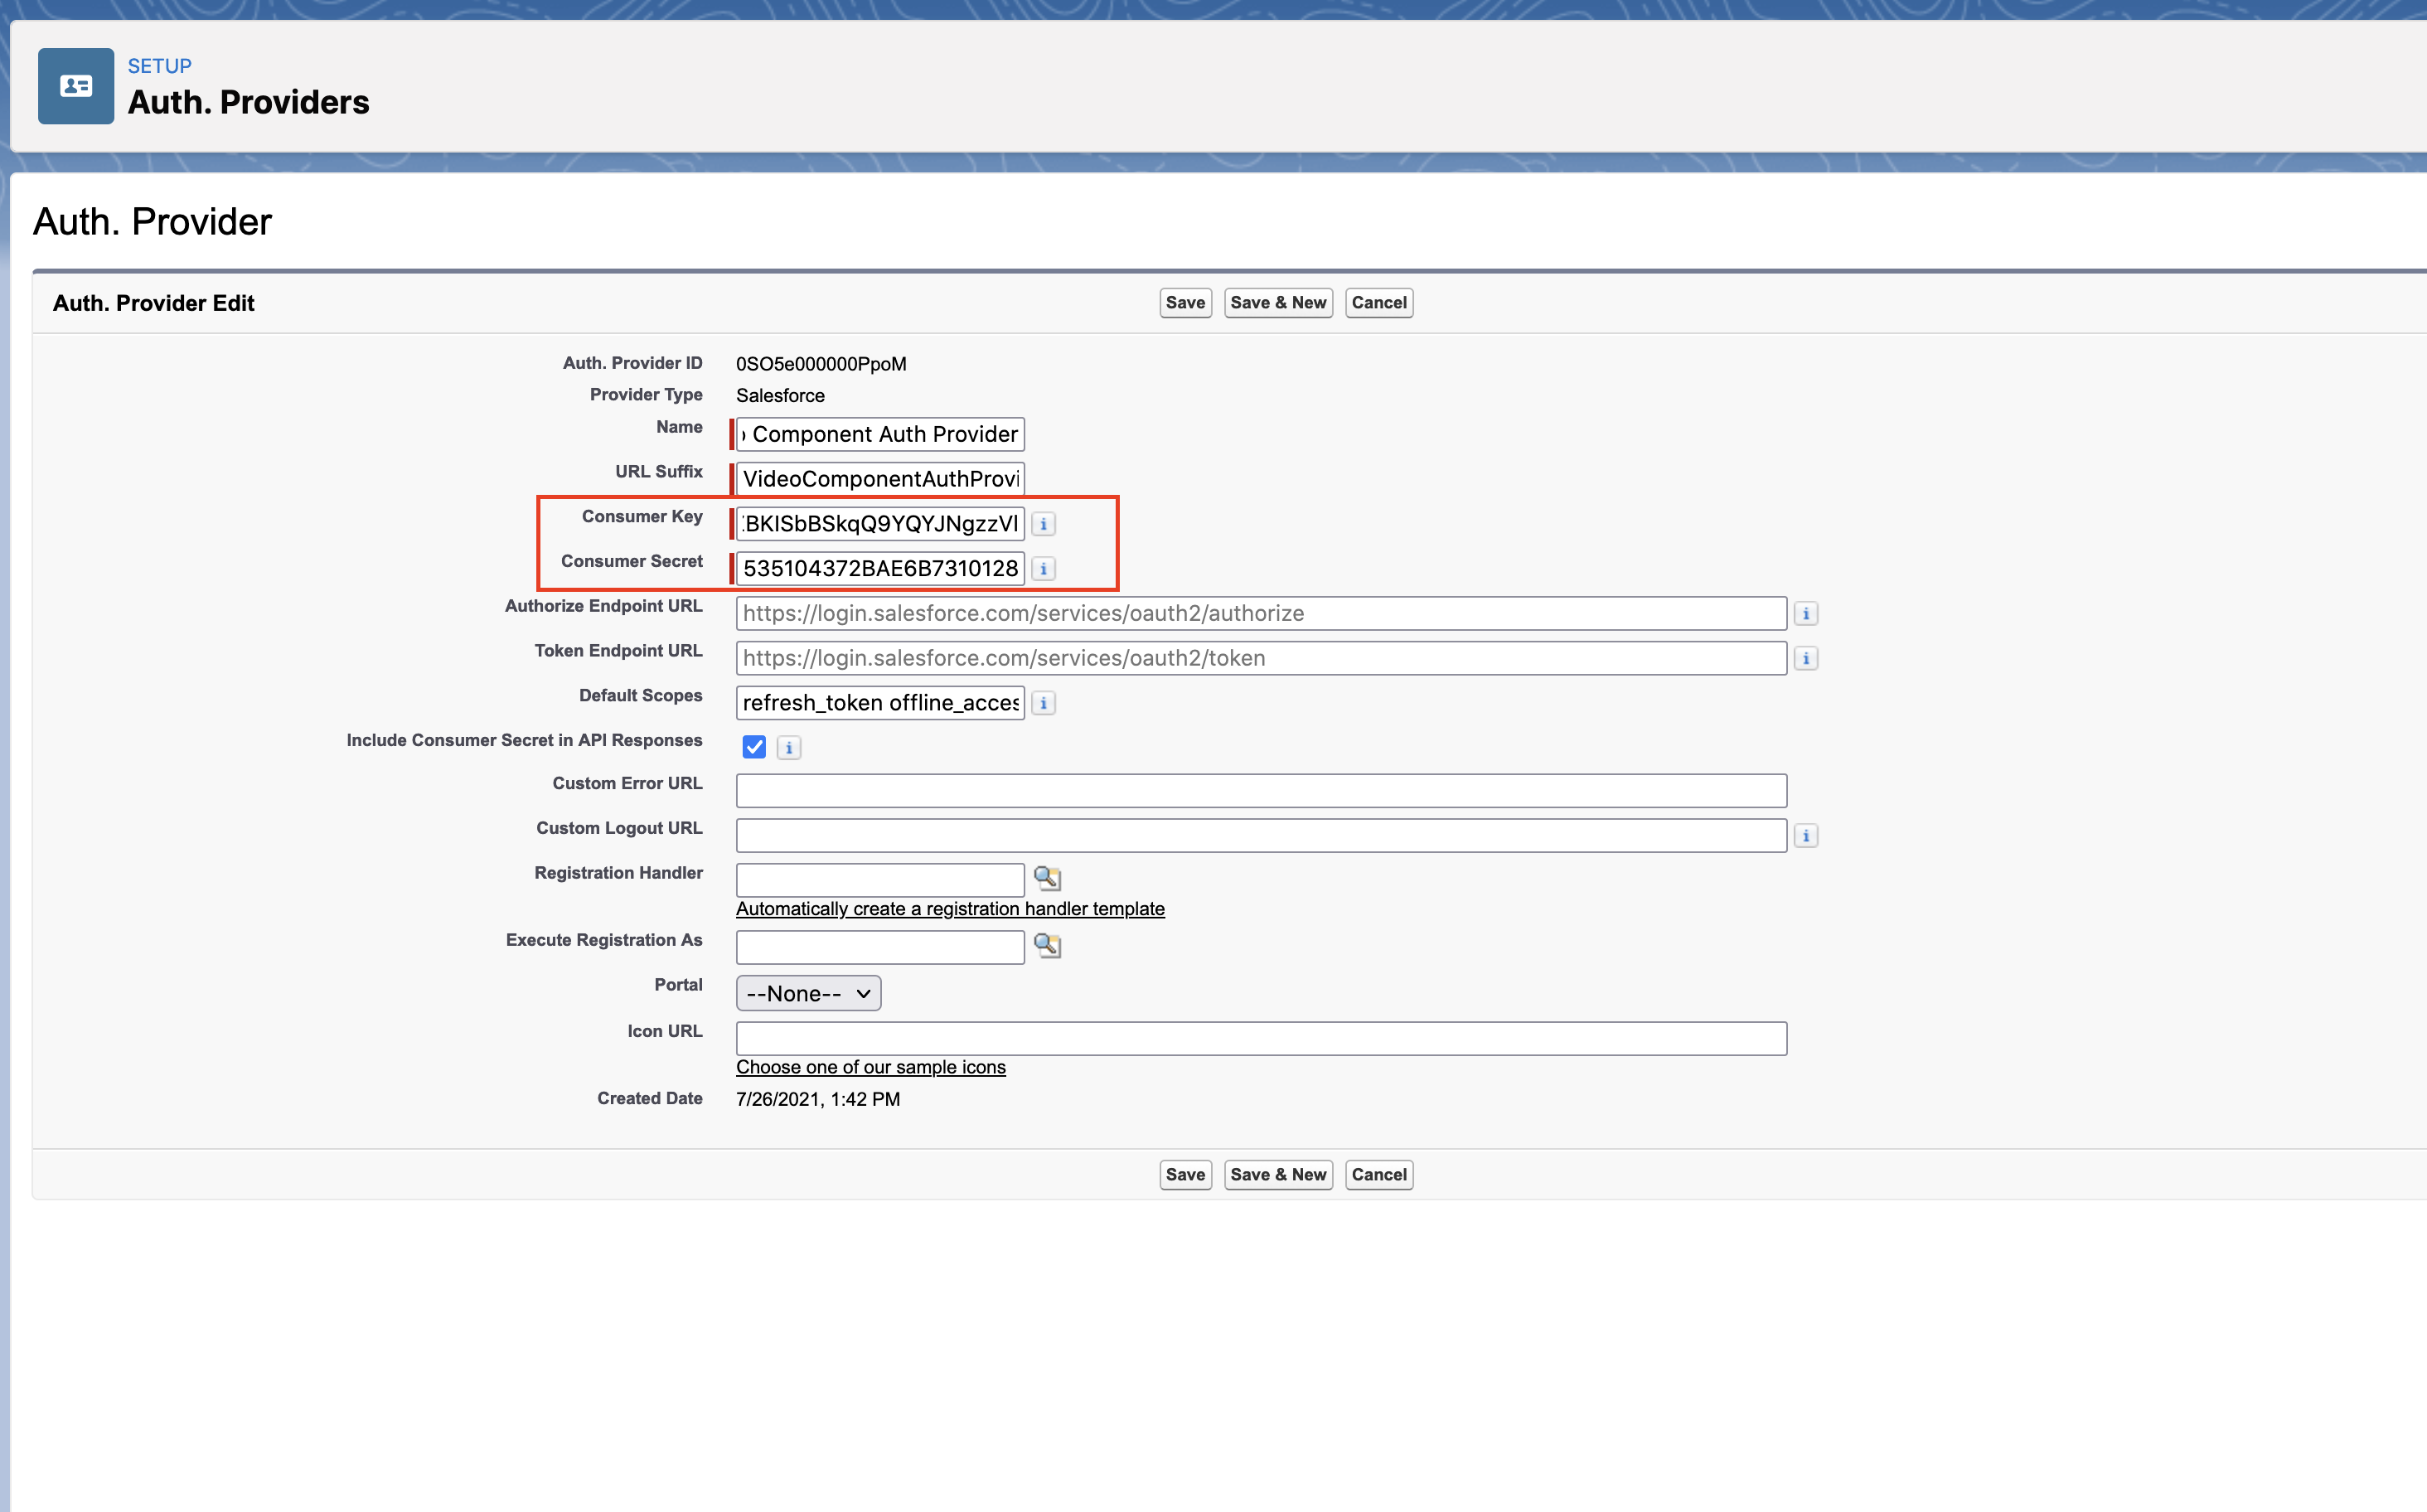 SETUP
Auth. Providers
Auth. Provider
Auth. Provider Edit
Save Save & New Cancel
Auth. Provider ID 0SO5e000000PpoM
Provider Type Salesforce
Name Component Auth Provider
URL Suffix VideoComponentAuthProvi
Consumer Key BKISbBSkqQ9YQYJNgzzVl
Consumer Secret 535104372BAE6B7310128
Authorize Endpoint URL https://login.salesforce.com/services/oauth2/authorize
Token Endpoint URL https://login.salesforce.com/services/oauth2/token
Default Scopes refresh_token offline_acces
Include Consumer Secret in API Responses
Custom Error URL
Custom Logout URL
Registration Handler
Automatically create a registration handler template
Execute Registration As
Portal --None--
Icon URL
Choose one of our sample icons
Created Date 7/26/2021, 1:42 PM
Save Save & New Cancel